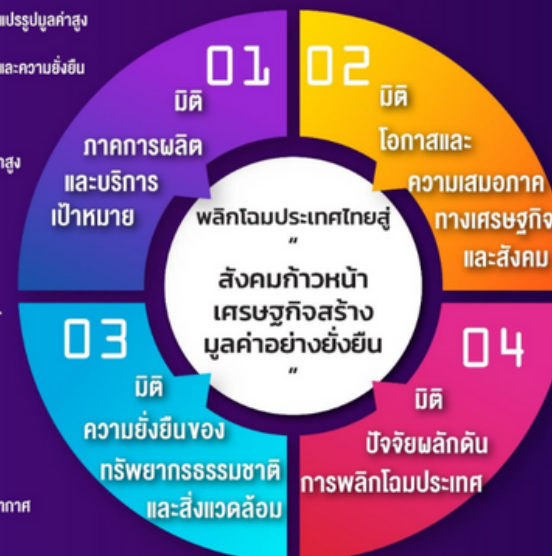 แปรรูปมูลค่าสูง
และความยั่งยืน
01
มิติ
ภาคการผลิต
และบริการ
เป้าหมาย
02
มิติ
โอกาสและ
ความเสมอภาค
ทางเศรษฐกิจ
และสังคม
พลิกโฉมประเทศไทยสู่
“
สังคมก้าวหน้า
เศรษฐกิจสร้าง
มูลค่าอย่างยั่งยืน
“
03
มิติ
ความยั่งยืนของ
ทรัพยากรธรรมชาติ
และสิ่งแวดล้อม
04
มิติ
ปัจจัยผลักดัน
การพลิกโฉมประเทศ